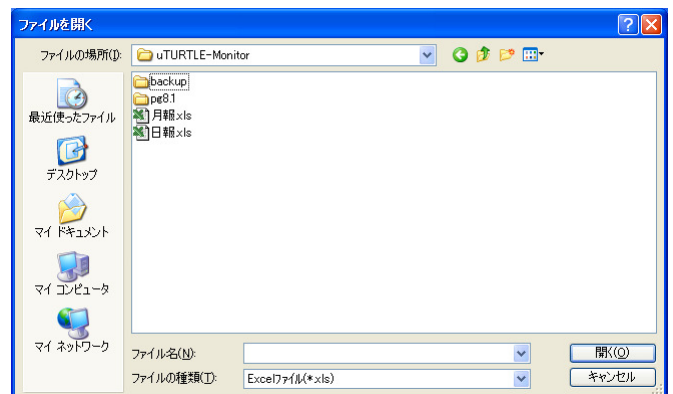 ファイルを開く
ファイルの場所(I):
uTURTLE-Monitor
backup
pg8.1
月報.xls
日報.xls
最近使ったファイル
デスクトップ
マイ ドキュメント
マイ コンピュータ
マイ ネットワーク
ファイル名(N):
開く(O)
ファイルの種類(T):
Excelファイル(*.xls)
キャンセル